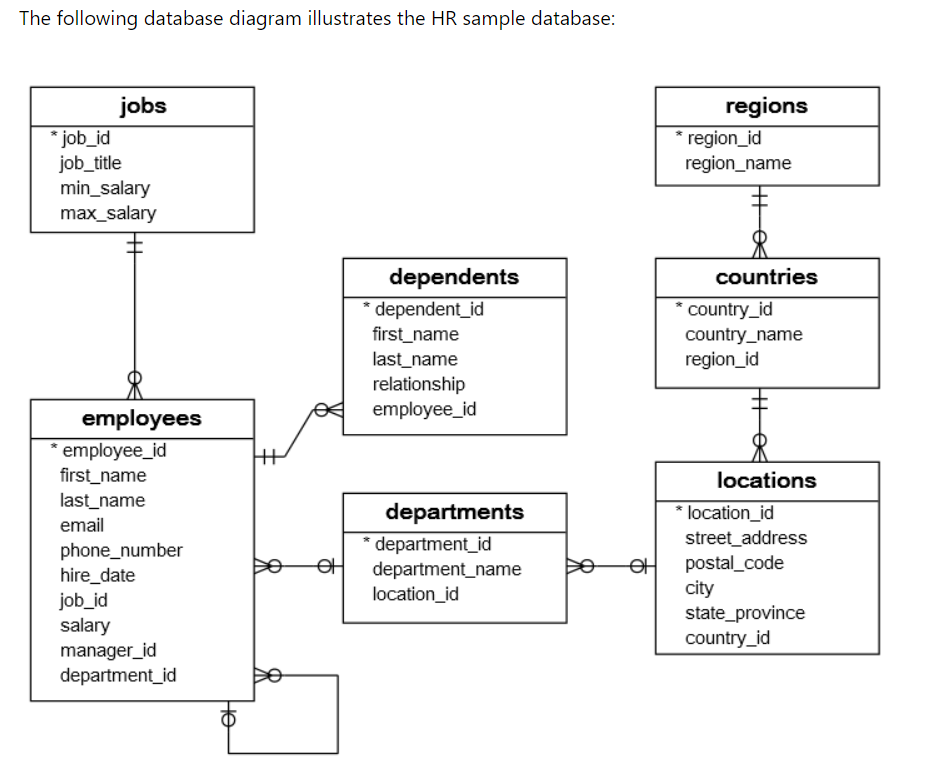 The following database diagram illustrates the HR sample database:
jobs
* job_id
job_title
min_salary
max_salary
regions
* region_id
region_name
dependents
* dependent_id
first_name
last_name
relationship
employee_id
countries
* country_id
country_name
region_id
employees
* employee_id
first_name
last_name
email
phone_number
hire_date
job_id
salary
manager_id
department_id
departments
* department_id
department_name
location_id
locations
* location_id
street_address
postal_code
city
state_province
country_id